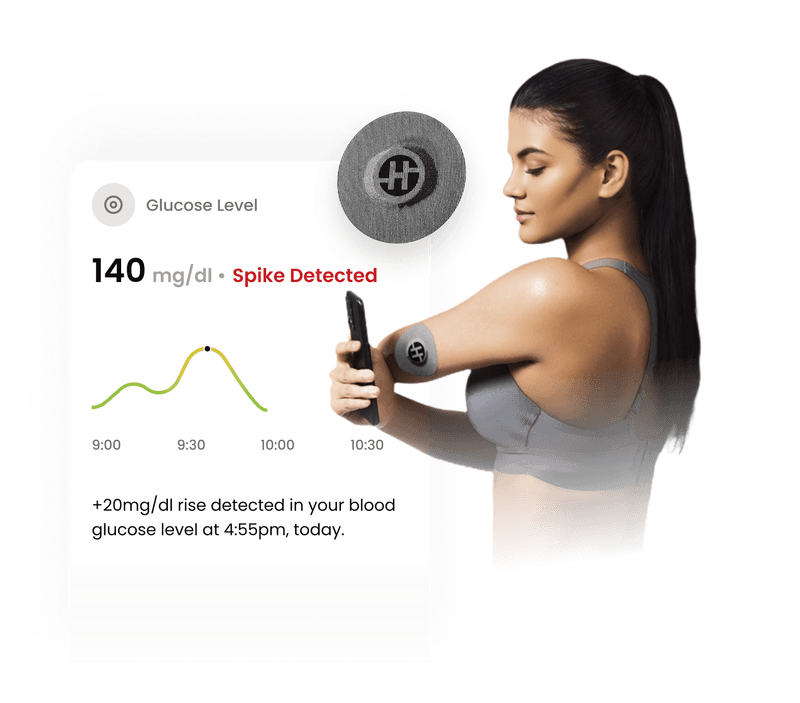 Glucose Level
140 mg/dl • Spike Detected
9:00 9:30 10:00 10:30
+20mg/dl rise detected in your blood
glucose level at 4:55pm, today.